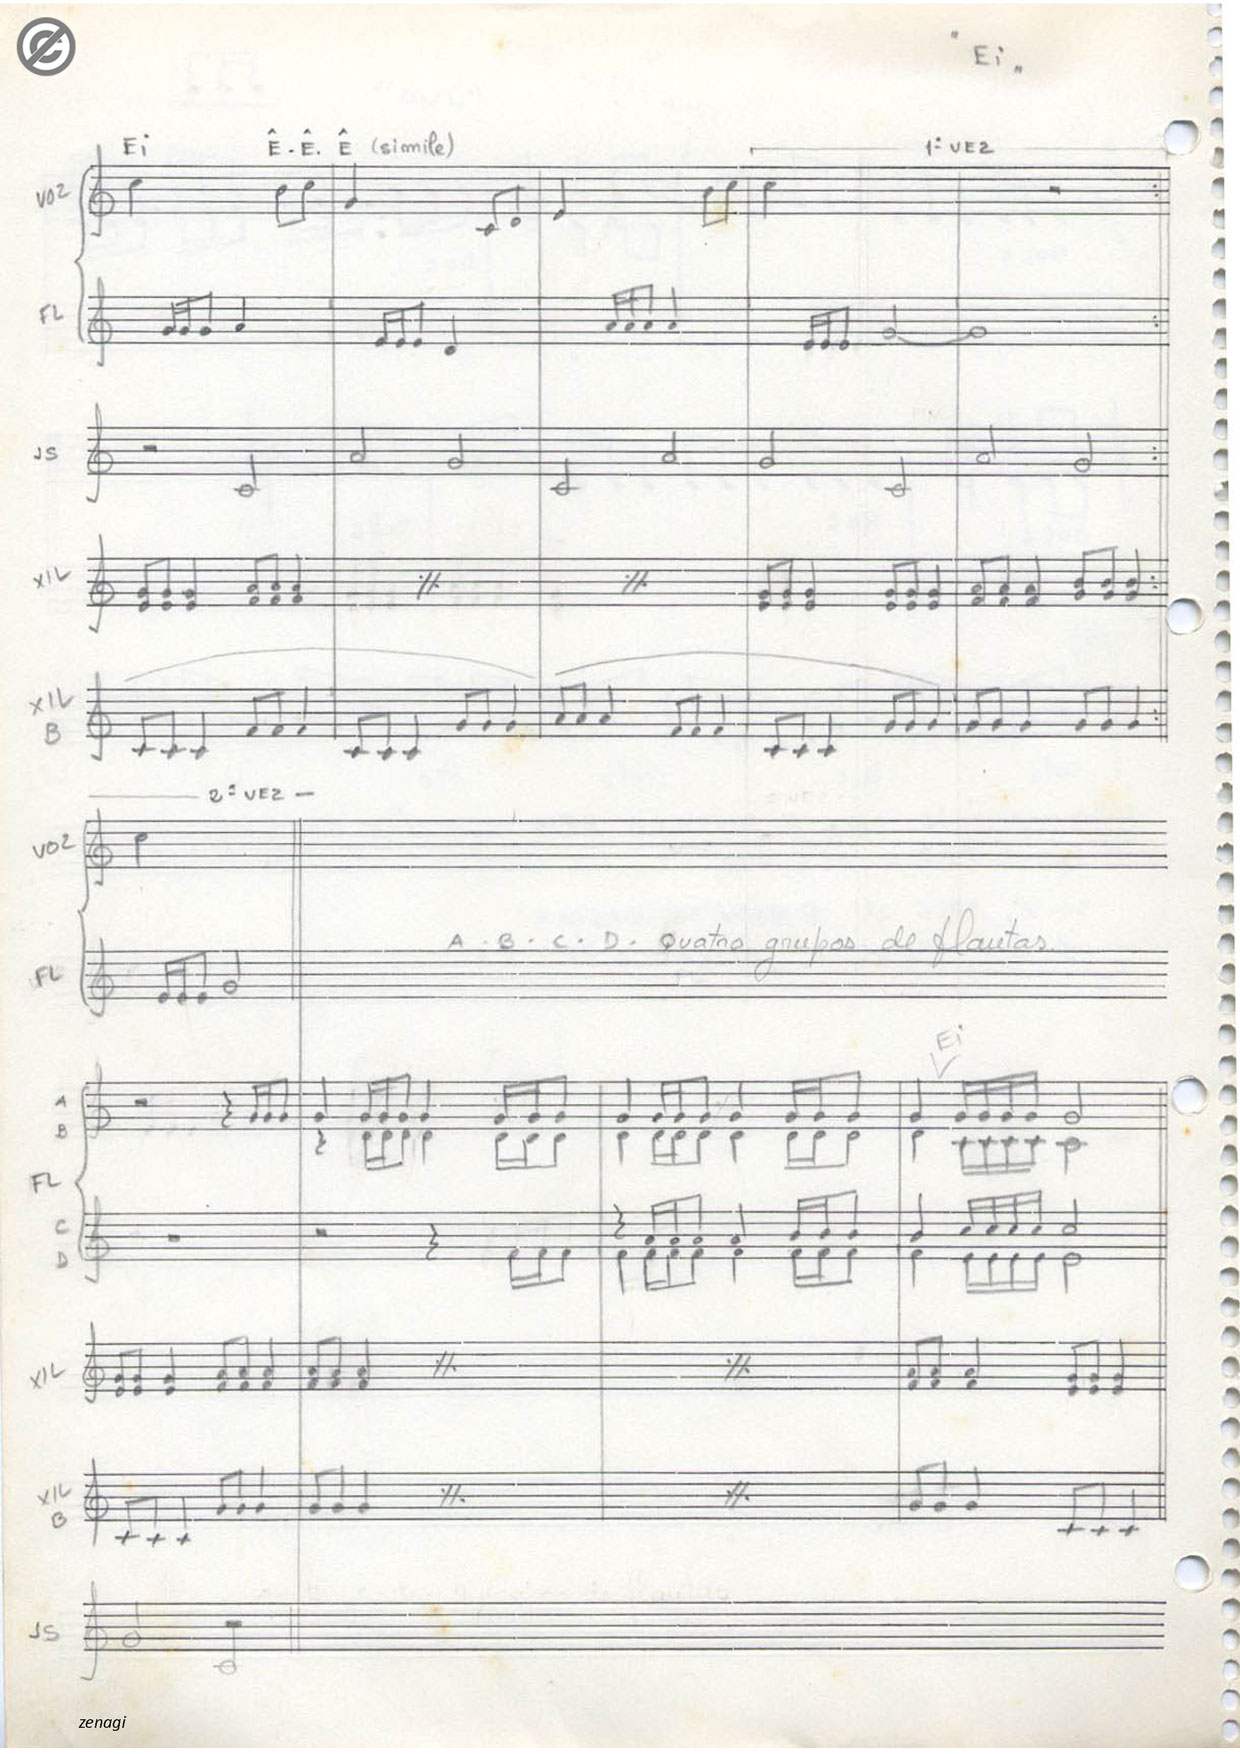 "Ei"
Ei Ê. Ê. Ê (simile) 1ª VEZ
VOZ
FL
JS
XIL
XIL
B
2ª VEZ
VOZ
A. B. C. D. Quatro grupos de flautas.
FL
Ei
A
B
FL
C
D
XIL
XIL
B
JS
zenagi